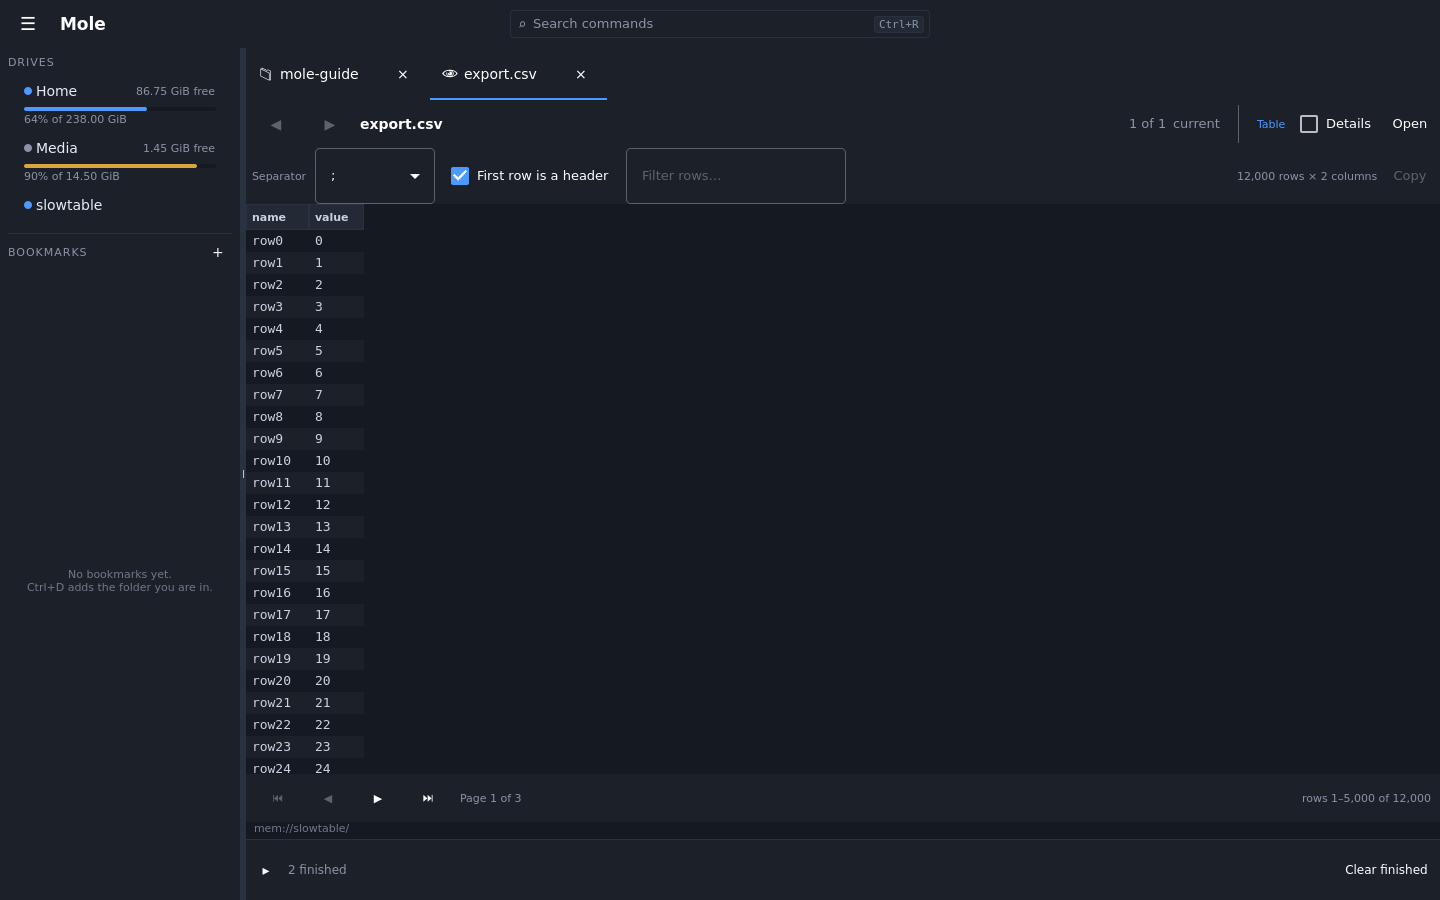 ☰ Mole
⌕ Search commands Ctrl+R
DRIVES
Home 86.75 GiB free
64% of 238.00 GiB
Media 1.45 GiB free
90% of 14.50 GiB
slowtable
BOOKMARKS +
No bookmarks yet.
Ctrl+D adds the folder you are in.
mole-guide × export.csv ×
◀ ▶ export.csv 1 of 1 current Table Details Open
Separator ; First row is a header Filter rows... 12,000 rows × 2 columns Copy
name value
row0 0
row1 1
row2 2
row3 3
row4 4
row5 5
row6 6
row7 7
row8 8
row9 9
row10 10
row11 11
row12 12
row13 13
row14 14
row15 15
row16 16
row17 17
row18 18
row19 19
row20 20
row21 21
row22 22
row23 23
row24 24
⏮ ◀ ▶ ⏭ Page 1 of 3 rows 1–5,000 of 12,000
mem://slowtable/
▶ 2 finished Clear finished